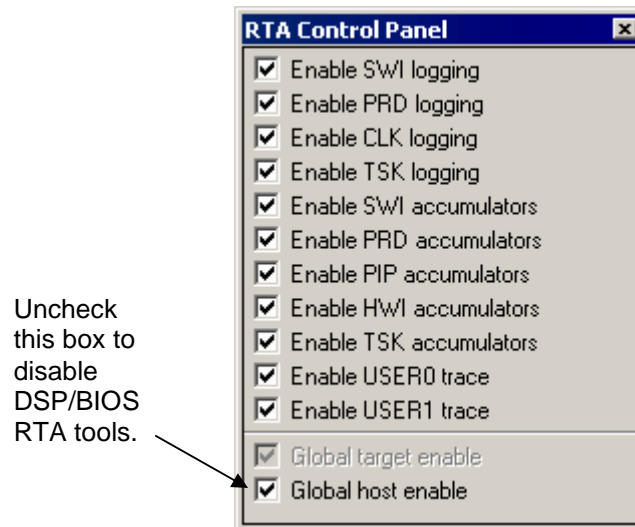 RTA Control Panel
Enable SWI logging
Enable PRD logging
Enable CLK logging
Enable TSK logging
Enable SWI accumulators
Enable PRD accumulators
Enable PIP accumulators
Enable HWI accumulators
Enable TSK accumulators
Enable USER0 trace
Enable USER1 trace
Global target enable
Global host enable
Uncheck
this box to
disable
DSP/BIOS
RTA tools.